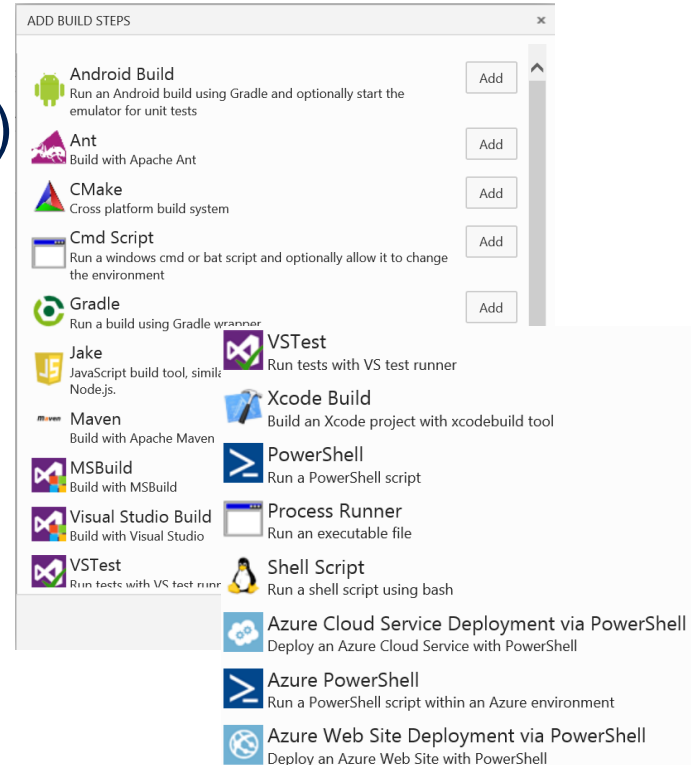 ADD BUILD STEPS
Android Build
Add
Run an Android build using Gradle and optionally start the
emulator for unit tests
Ant
Add
Build with Apache Ant
CMake
Add
Cross platform build system
Cmd Script
Add
Run a windows cmd or bat script and optionally allow it to change
the environment
Gradle
Add
Run a build using Gradle wrapper
Jake
JavaScript build tool,
Node.js.
Maven
Maven
Build with Apache Maven
MSBuild
Build with MSBuild
Visual Studio Build
Build with Visual Studio
VSTest
Run tests with VS test
VSTest
Run tests with VS test runner
Xcode Build
Build an Xcode project with xcodebuild tool
PowerShell
Run a PowerShell script
Process Runner
Run an executable file
Shell Script
Run a shell script using bash
Azure Cloud Service Deployment via PowerShell
Deploy an Azure Cloud Service with PowerShell
Azure PowerShell
Run a PowerShell script within an Azure environment
Azure Web Site Deployment via PowerShell
Deploy an Azure Web Site with PowerShell